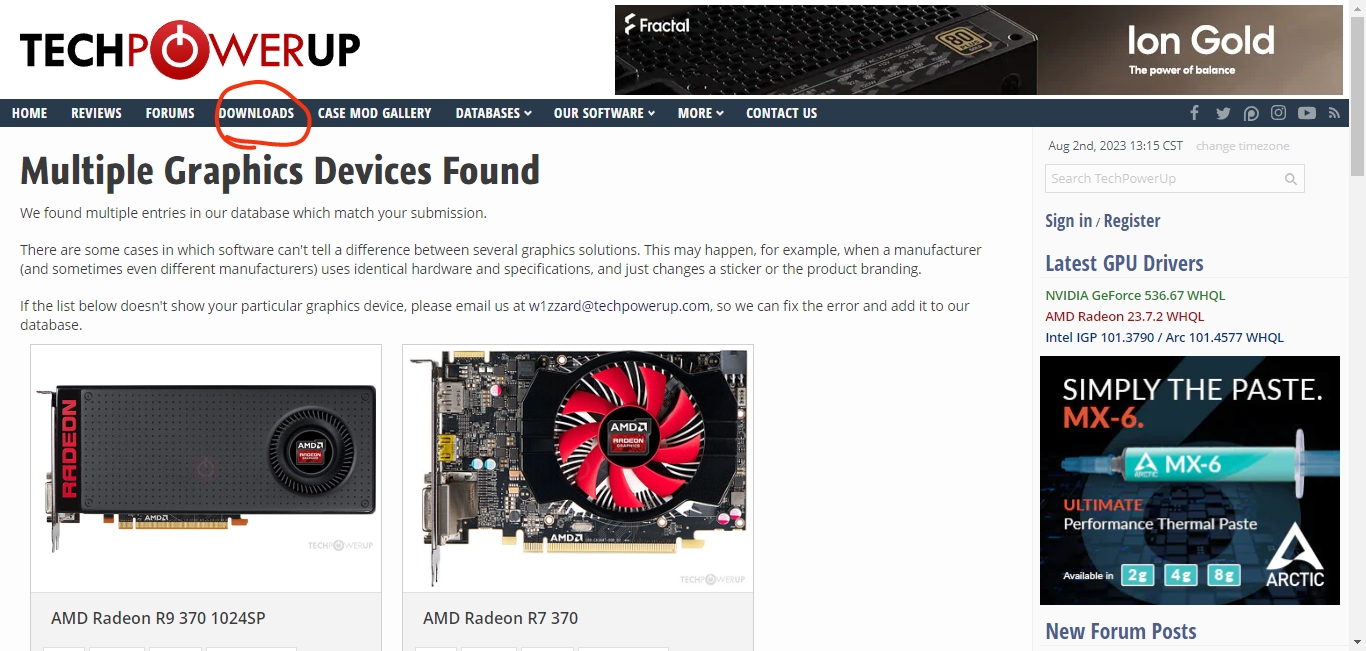 TECHPOWERUP
Fractal
80 PLUS GOLD
Ion Gold
The power of balance
HOME REVIEWS FORUMS DOWNLOADS CASE MOD GALLERY DATABASES OUR SOFTWARE MORE CONTACT US
Multiple Graphics Devices Found
We found multiple entries in our database which match your submission.
There are some cases in which software can't tell a difference between several graphics solutions. This may happen, for example, when a manufacturer
(and sometimes even different manufacturers) uses identical hardware and specifications, and just changes a sticker or the product branding.
If the list below doesn't show your particular graphics device, please email us at w1zzard@techpowerup.com, so we can fix the error and add it to our
database.
RADEON
AMD
RADEON
GRAPHICS
AMD
TECHPOWERUP
AMD Radeon R9 370 1024SP
AMD
RADEON
GRAPHICS
AMD
TECHPOWERUP
AMD Radeon R7 370
Aug 2nd, 2023 13:15 CST change timezone
Search TechPowerUp
Sign in / Register
Latest GPU Drivers
NVIDIA GeForce 536.67 WHQL
AMD Radeon 23.7.2 WHQL
Intel IGP 101.3790 / Arc 101.4577 WHQL
SIMPLY THE PASTE.
MX-6.
ARCTIC MX-6
ULTIMATE
Performance Thermal Paste
Available in 2g 4g 8g
ARCTIC
New Forum Posts